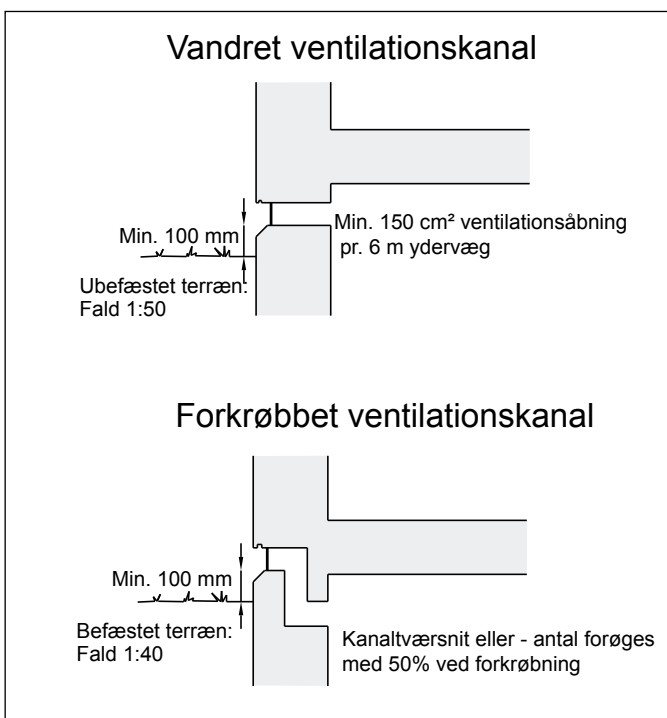 Vandret ventilationskanal
Min. 150 cm² ventilationsåbning
pr. 6 m ydervæg
Min. 100 mm
Ubefæstet terræn:
Fald 1:50
Forkrøbbet ventilationskanal
Min. 100 mm
Befæstet terræn:
Fald 1:40
Kanaltværsnit eller - antal forøges
med 50% ved forkrøbning